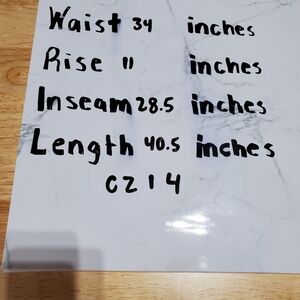 Waist 34 inches
Rise 11 inches
Inseam 28.5 inches
Length 40.5 inches
CZ14